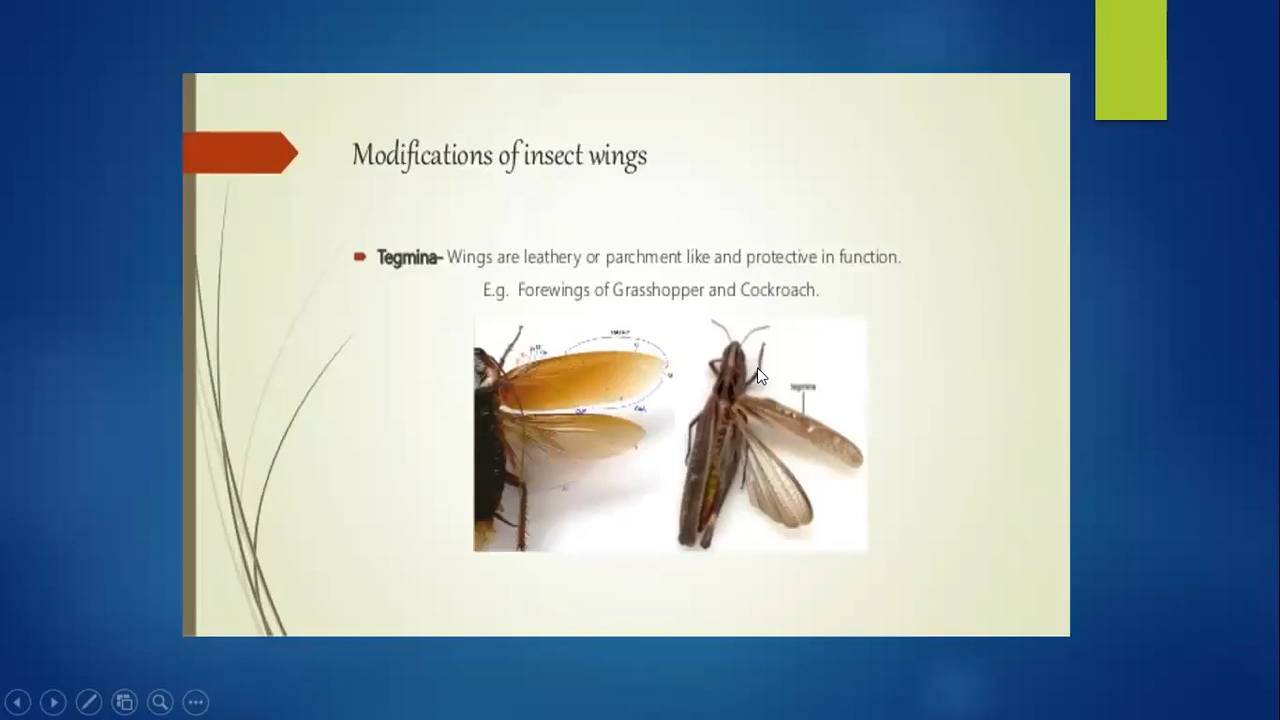 Modifications of insect wings
Tegmina- Wings are leathery or parchment like and protective in function.
E.g. Forewings of Grasshopper and Cockroach.
tegmina